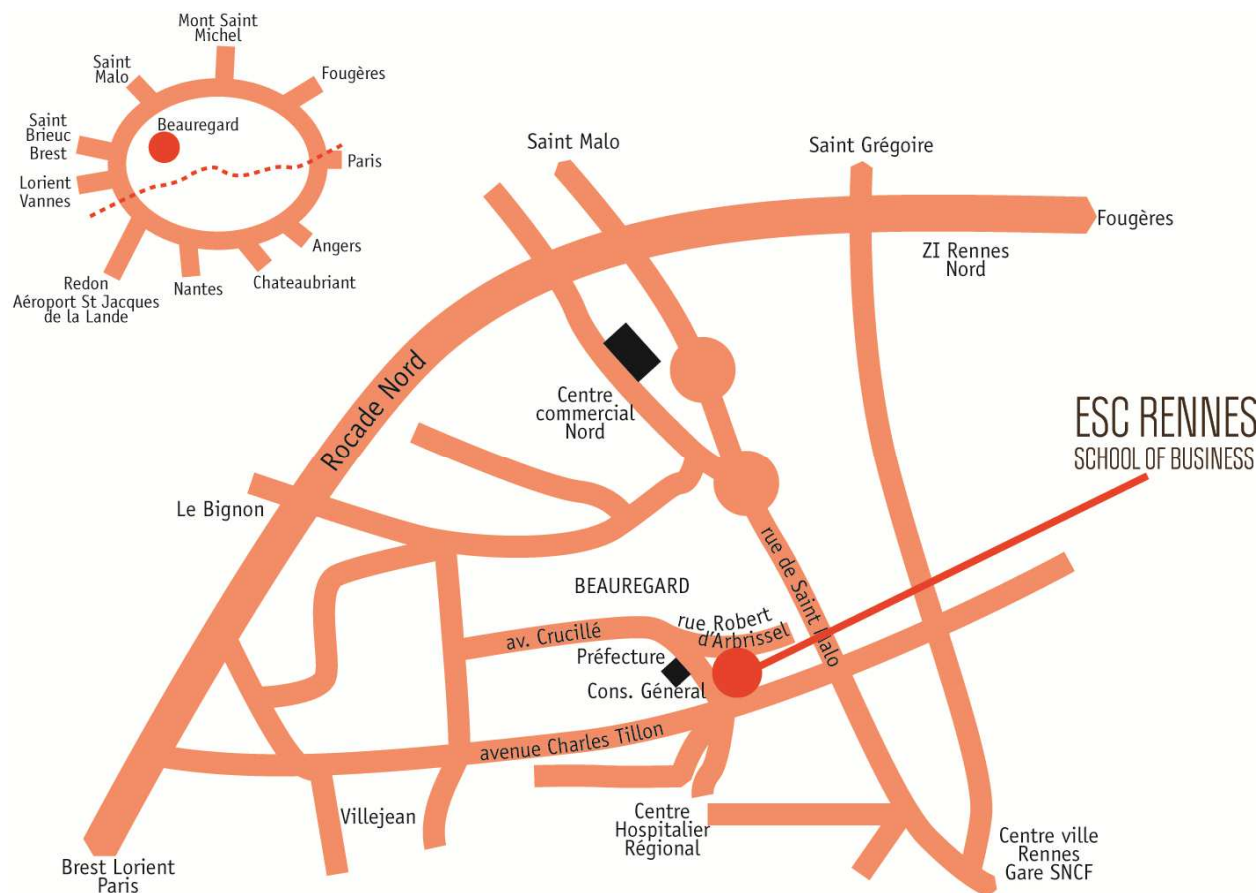 Mont Saint
Michel
Saint
Malo
Fougères
Saint
Brieuc
Brest
Beauregard
Paris
Lorient
Vannes
Angers
Redon
Aéroport St Jacques
de la Lande
Nantes
Chateaubriant
Saint Malo
Saint Grégoire
Fougères
ZI Rennes
Nord
Rocade Nord
Centre
commercial
Nord
ESC RENNES
SCHOOL OF BUSINESS
Le Bignon
rue de Saint Malo
BEAUREGARD
rue Robert
d'Arbrissel
av. Crucillé
Préfecture
Cons. Général
avenue Charles Tillon
Villejean
Centre
Hospitalier
Régional
Centre ville
Rennes
Gare SNCF
Brest Lorient
Paris